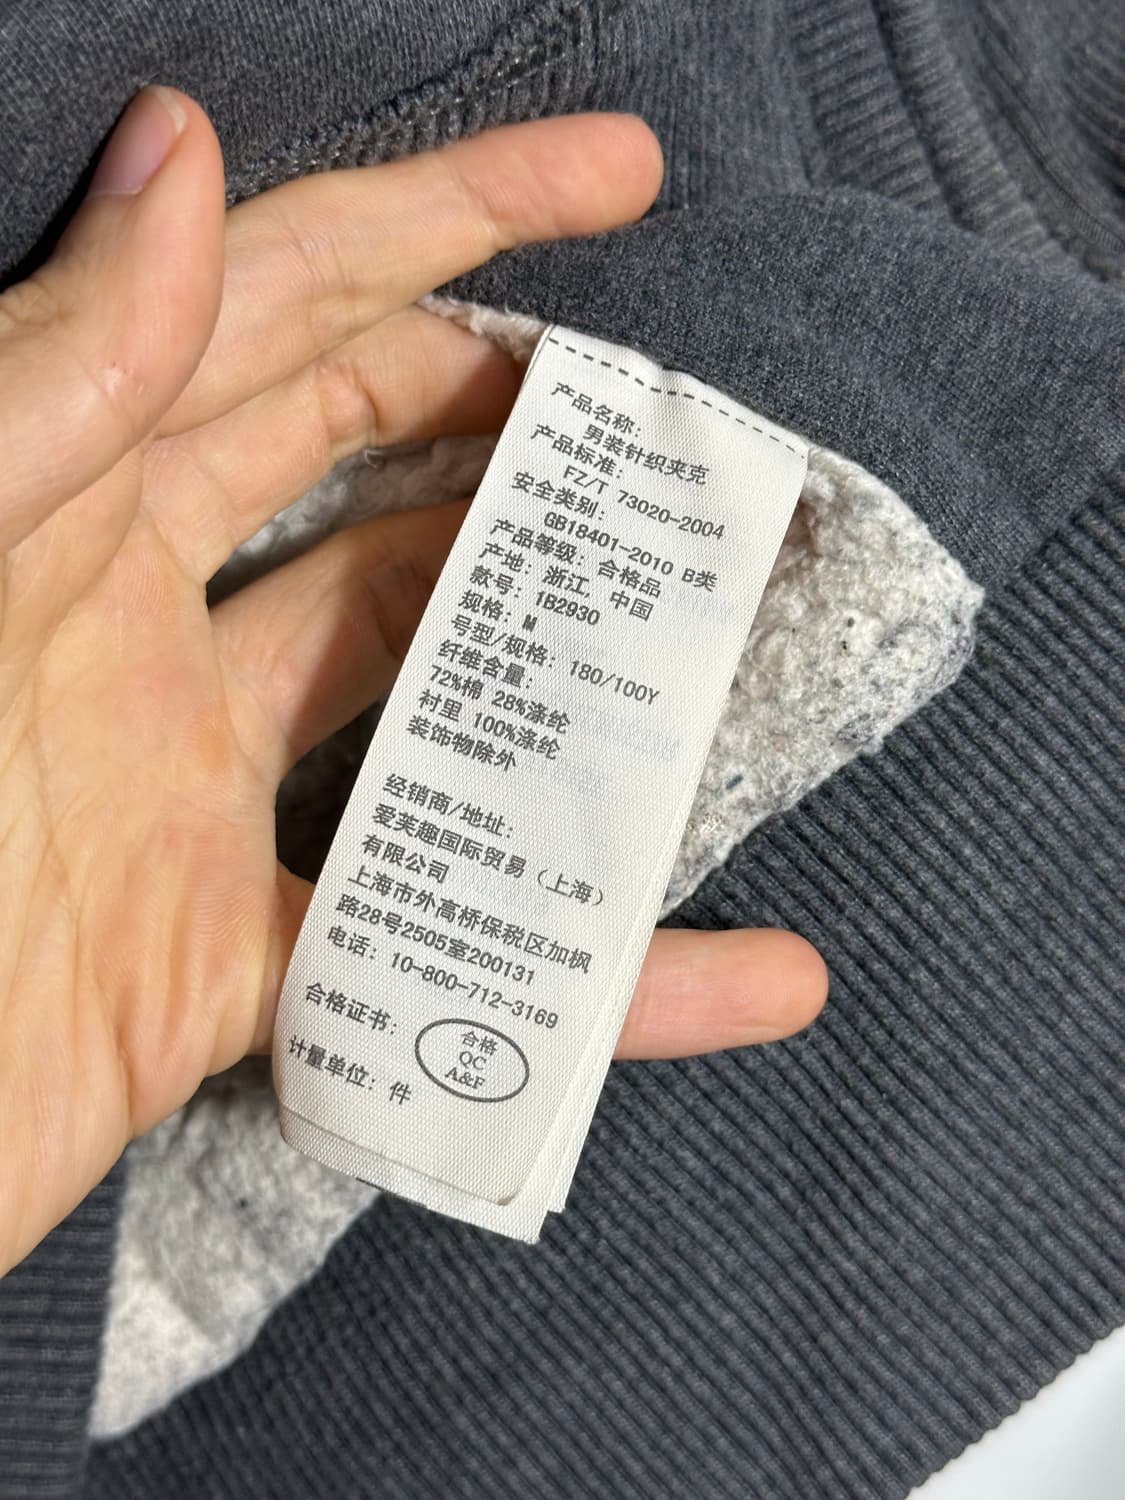 产品名称:
男装针织夹克
产品标准:
FZ/T 73020-2004
安全类别:
GB18401-2010 B类
产品等级: 合格品
产地: 浙江, 中国
款号: 1B2930
规格: M
号型/规格: 180/100Y
纤维含量:
72%棉 28%涤纶
衬里 100%涤纶
装饰物除外
经销商/地址:
爱芙趣国际贸易（上海）
有限公司
上海市外高桥保税区加枫
路28号2505室200131
电话: 10-800-712-3169
合格证书:
合格
QC
A&F
计量单位: 件